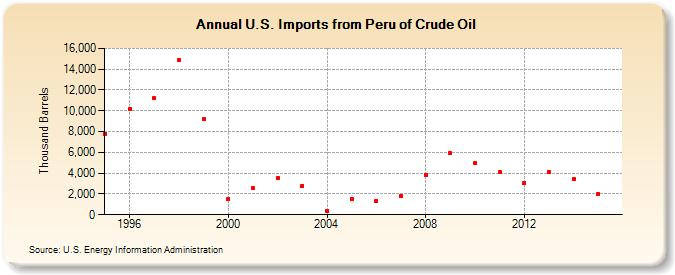 Annual U.S. Imports from Peru of Crude Oil
Thousand Barrels
16,000
14,000
12,000
10,000
8,000
6,000
4,000
2,000
0
1996 2000 2004 2008 2012
Source: U.S. Energy Information Administration